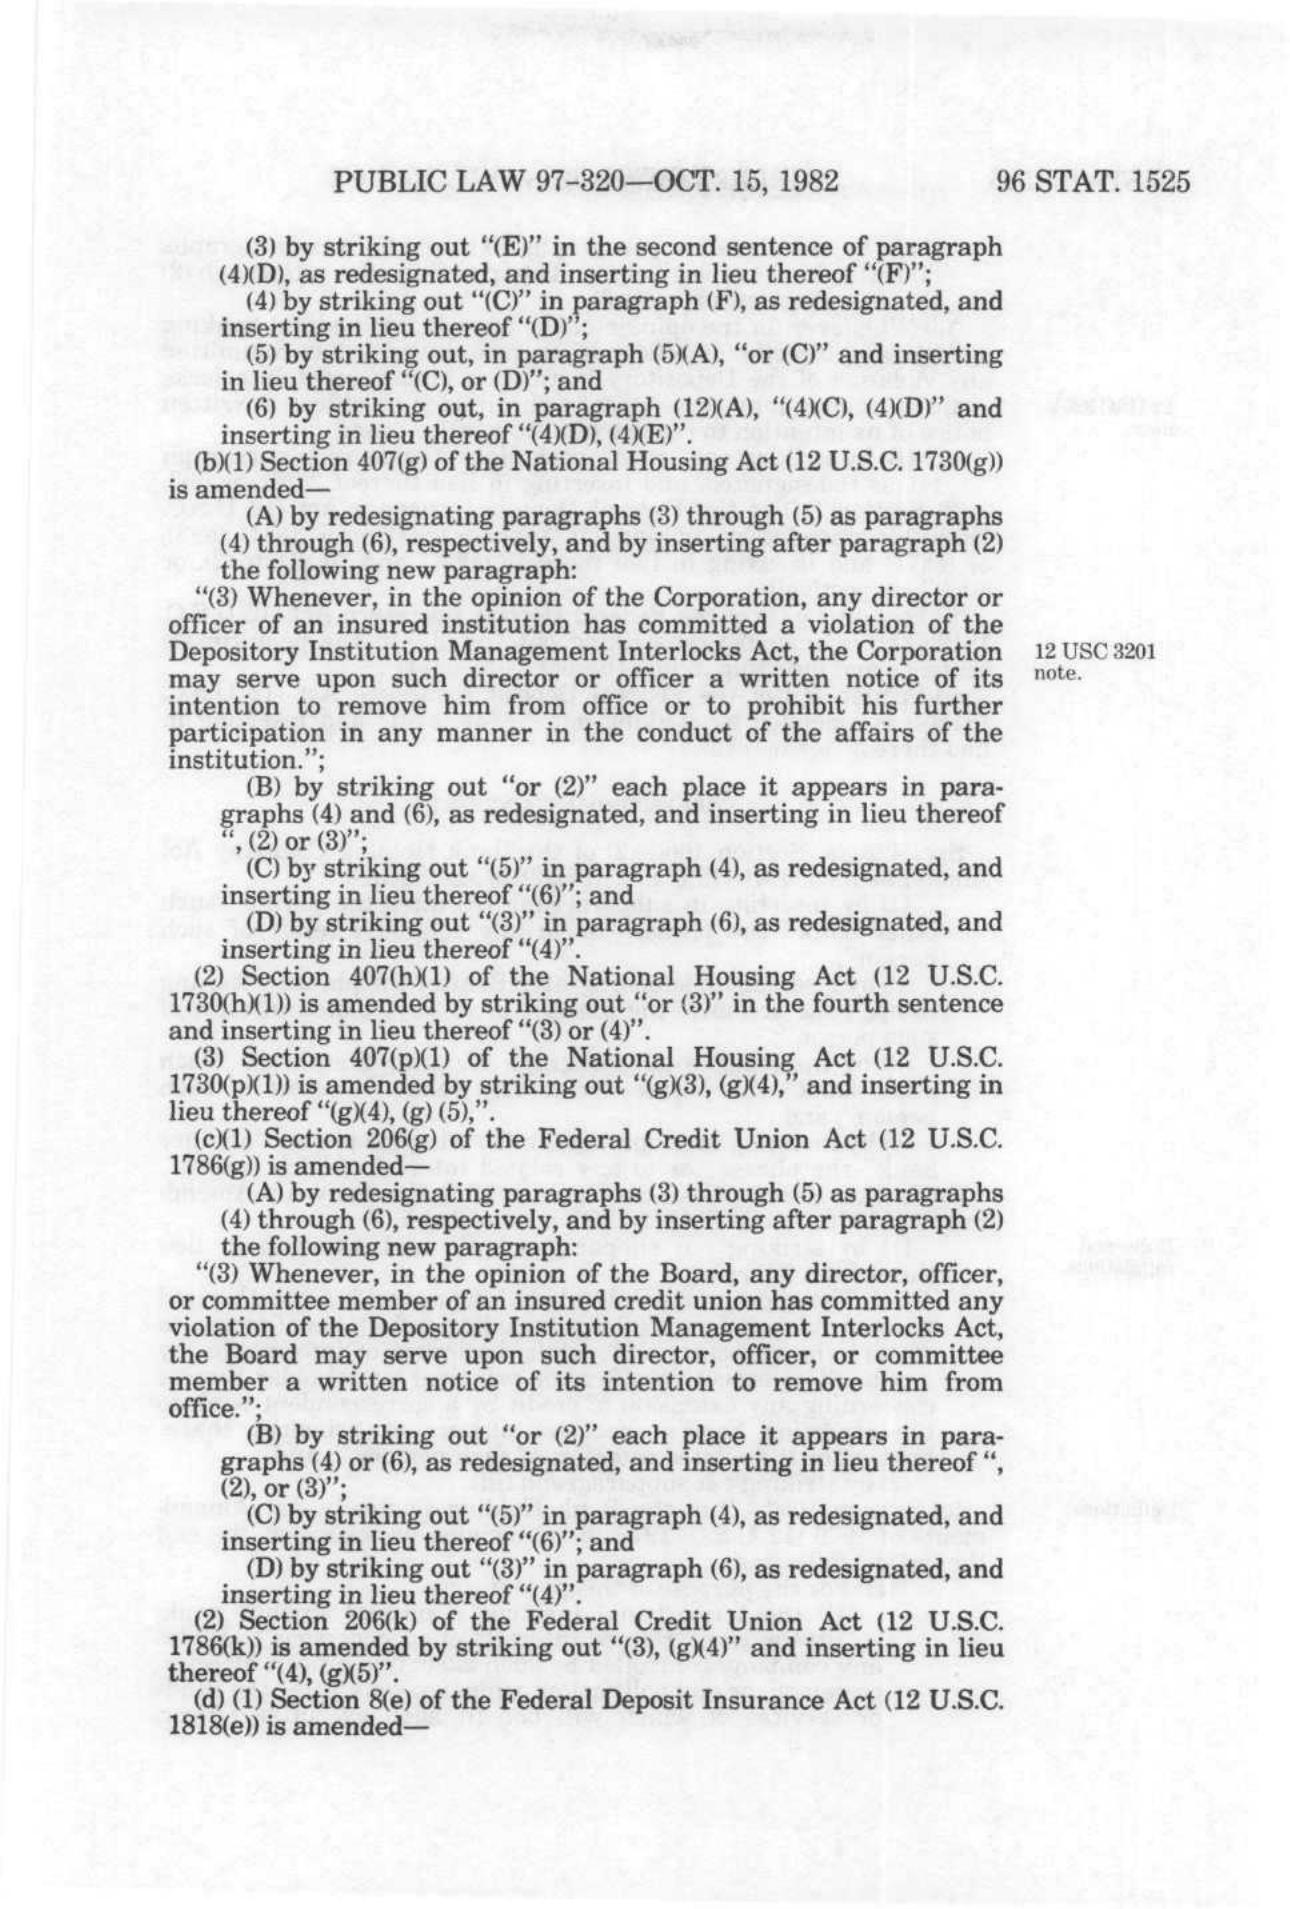 PUBLIC LAW 97-320—OCT. 15, 1982 96 STAT. 1525
(3) by striking out “(E)” in the second sentence of paragraph
(4)(D), as redesignated, and inserting in lieu thereof “(F)”;
(4) by striking out “(C)” in paragraph (F), as redesignated, and
inserting in lieu thereof “(D)”;
(5) by striking out, in paragraph (5)(A), “or (C)” and inserting
in lieu thereof “(C), or (D)”; and
(6) by striking out, in paragraph (12)(A), “(4)(C), (4)(D)” and
inserting in lieu thereof “(4)(D), (4)(E)”.
(b)(1) Section 407(g) of the National Housing Act (12 U.S.C. 1730(g))
is amended—
(A) by redesignating paragraphs (3) through (5) as paragraphs
(4) through (6), respectively, and by inserting after paragraph (2)
the following new paragraph:
“(3) Whenever, in the opinion of the Corporation, any director or
officer of an insured institution has committed a violation of the
Depository Institution Management Interlocks Act, the Corporation
may serve upon such director or officer a written notice of its
intention to remove him from office or to prohibit his further
participation in any manner in the conduct of the affairs of the
institution.”;
12 USC 3201
note.
(B) by striking out “or (2)” each place it appears in para-
graphs (4) and (6), as redesignated, and inserting in lieu thereof
“, (2) or (3)”;
(C) by striking out “(5)” in paragraph (4), as redesignated, and
inserting in lieu thereof “(6)”; and
(D) by striking out “(3)” in paragraph (6), as redesignated, and
inserting in lieu thereof “(4)”.
(2) Section 407(h)(1) of the National Housing Act (12 U.S.C.
1730(h)(1)) is amended by striking out “or (3)” in the fourth sentence
and inserting in lieu thereof “(3) or (4)”.
(3) Section 407(p)(1) of the National Housing Act (12 U.S.C.
1730(p)(1)) is amended by striking out “(g)(3), (g)(4),” and inserting in
lieu thereof “(g)(4), (g) (5),”.
(c)(1) Section 206(g) of the Federal Credit Union Act (12 U.S.C.
1786(g)) is amended—
(A) by redesignating paragraphs (3) through (5) as paragraphs
(4) through (6), respectively, and by inserting after paragraph (2)
the following new paragraph:
“(3) Whenever, in the opinion of the Board, any director, officer,
or committee member of an insured credit union has committed any
violation of the Depository Institution Management Interlocks Act,
the Board may serve upon such director, officer, or committee
member a written notice of its intention to remove him from
office.”;
(B) by striking out “or (2)” each place it appears in para-
graphs (4) or (6), as redesignated, and inserting in lieu thereof “,
(2), or (3)”;
(C) by striking out “(5)” in paragraph (4), as redesignated, and
inserting in lieu thereof “(6)”; and
(D) by striking out “(3)” in paragraph (6), as redesignated, and
inserting in lieu thereof “(4)”.
(2) Section 206(k) of the Federal Credit Union Act (12 U.S.C.
1786(k)) is amended by striking out “(3), (g)(4)” and inserting in lieu
thereof “(4), (g)(5)”.
(d) (1) Section 8(e) of the Federal Deposit Insurance Act (12 U.S.C.
1818(e)) is amended—